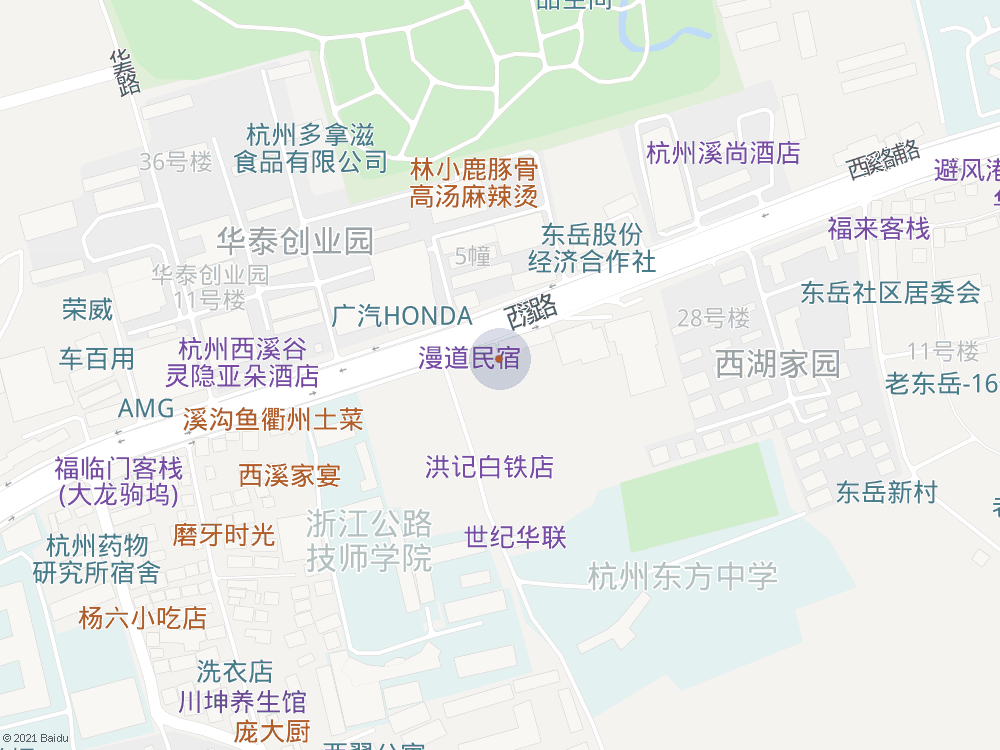 品空间
华泰路
杭州多拿滋
食品有限公司
36号楼
林小鹿豚骨
高汤麻辣烫
杭州溪尚酒店
西溪路辅路
避风港
福来客栈
华泰创业园
5幢
东岳股份
经济合作社
华泰创业园
11号楼
东岳社区居委会
荣威
广汽HONDA
西溪路
28号楼
车百用
杭州西溪谷
灵隐亚朵酒店
漫道民宿
西湖家园
11号楼
老东岳-16
AMG
溪沟鱼衢州土菜
福临门客栈
(大龙驹坞)
西溪家宴
洪记白铁店
东岳新村
磨牙时光
浙江公路
技师学院
世纪华联
杭州药物
研究所宿舍
杭州东方中学
杨六小吃店
洗衣店
川坤养生馆
庞大厨
© 2021 Baidu